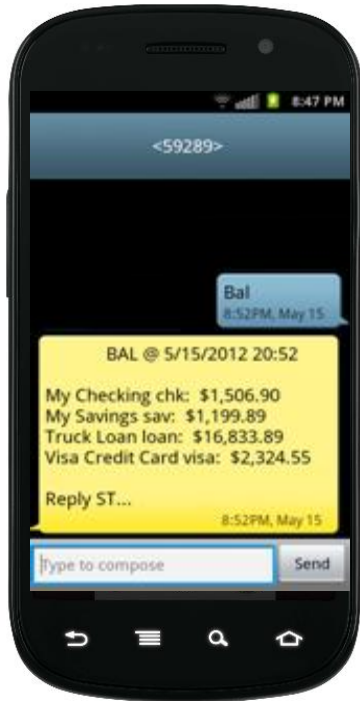 8:47 PM
<59289>
Bal
8:52PM, May 15
BAL @ 5/15/2012 20:52
My Checking chk: $1,506.90
My Savings sav: $1,199.89
Truck Loan loan: $16,833.89
Visa Credit Card visa: $2,324.55
Reply ST...
8:52PM, May 15
Type to compose
Send